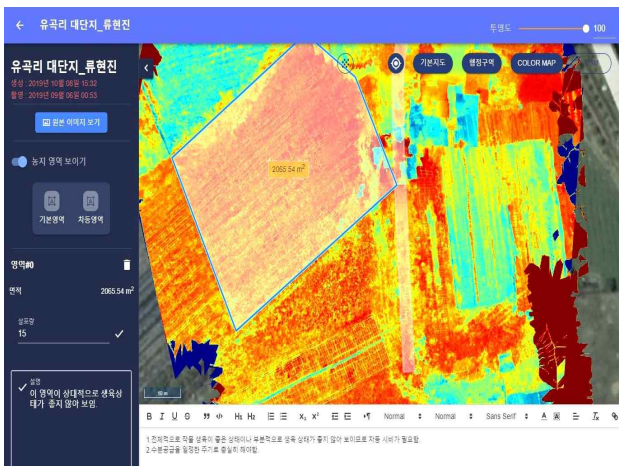 유곡리 대단지_류현진
투명도
100
유곡리 대단지_류현진
생성 : 2019년 10월 08일 15:32
촬영 : 2019년 09월 06일 00:53
원본 이미지 보기
농지 영역 보이기
기본영역 차등영역
영역#0
면적 2065.54 m²
살포량
15
설명
이 영역이 상대적으로 생육상
태가 좋지 않아 보임.
기본지도 행정구역 COLOR MAP
2065.54 m²
B I U S H₁ H₂ X₂ X² Normal Normal Sans Serif A
1.전체적으로 작물 생육이 좋은 상태이나 부분적으로 생육 상태가 좋지 않아 보이므로 차등 시비가 필요함.
2.수분공급을 일정한 주기로 충실히 해야함.